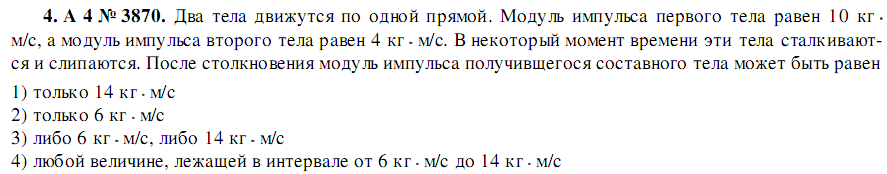 4. А 4 № 3870. Два тела движутся по одной прямой. Модуль импульса первого тела равен 10 кг ·
м/с, а модуль импульса второго тела равен 4 кг · м/с. В некоторый момент времени эти тела сталкивают-
ся и слипаются. После столкновения модуль импульса получившегося составного тела может быть равен
1) только 14 кг · м/с
2) только 6 кг · м/с
3) либо 6 кг · м/с, либо 14 кг · м/с
4) любой величине, лежащей в интервале от 6 кг · м/с до 14 кг · м/с